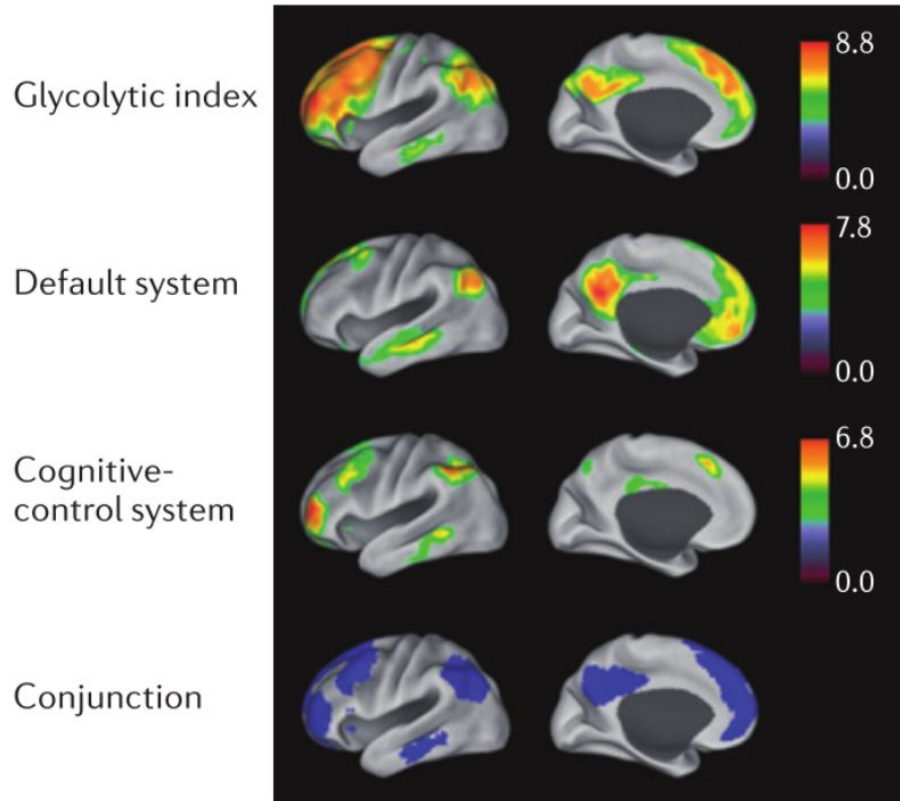 Glycolytic index
8.8
0.0
Default system
7.8
0.0
Cognitive-
control system
6.8
0.0
Conjunction